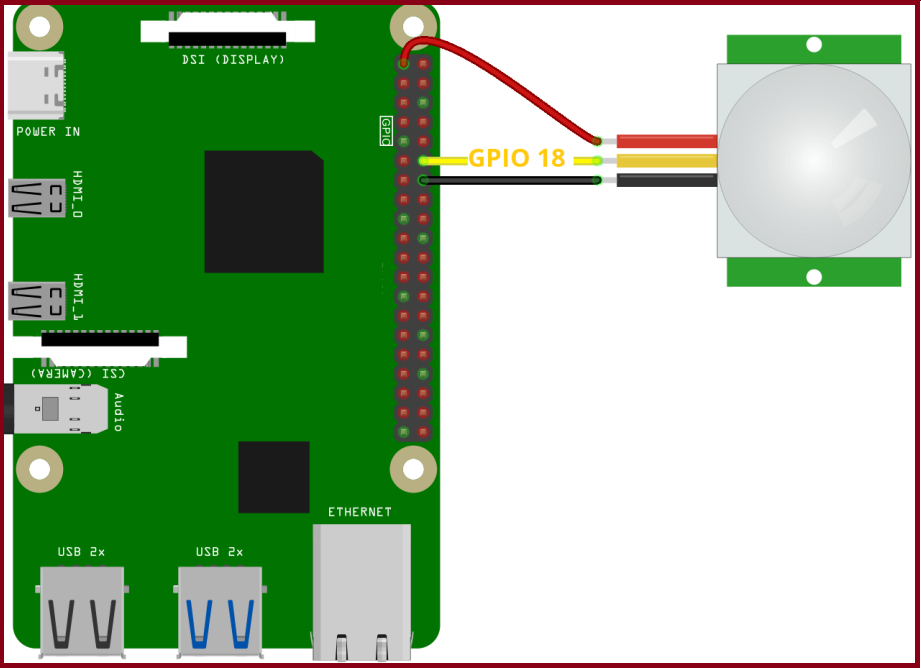 DSI (DISPLAY)
POWER IN
GPIO
GPIO 18
HDMI_0
HDMI_1
CSI (CAMERA)
Audio
ETHERNET
USB 2x
USB 2x